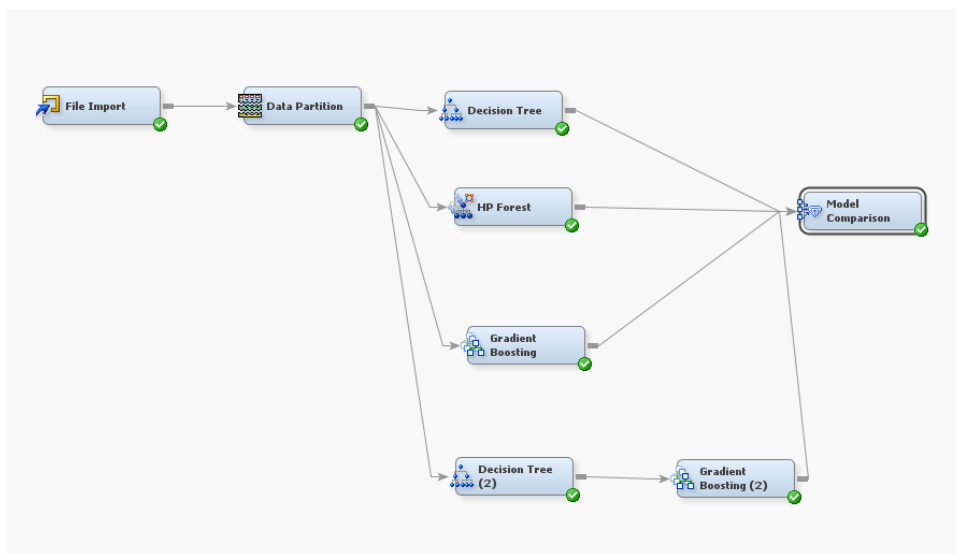 File Import
Data Partition
Decision Tree
HP Forest
Model
Comparison
Gradient
Boosting
Decision Tree
(2)
Gradient
Boosting (2)